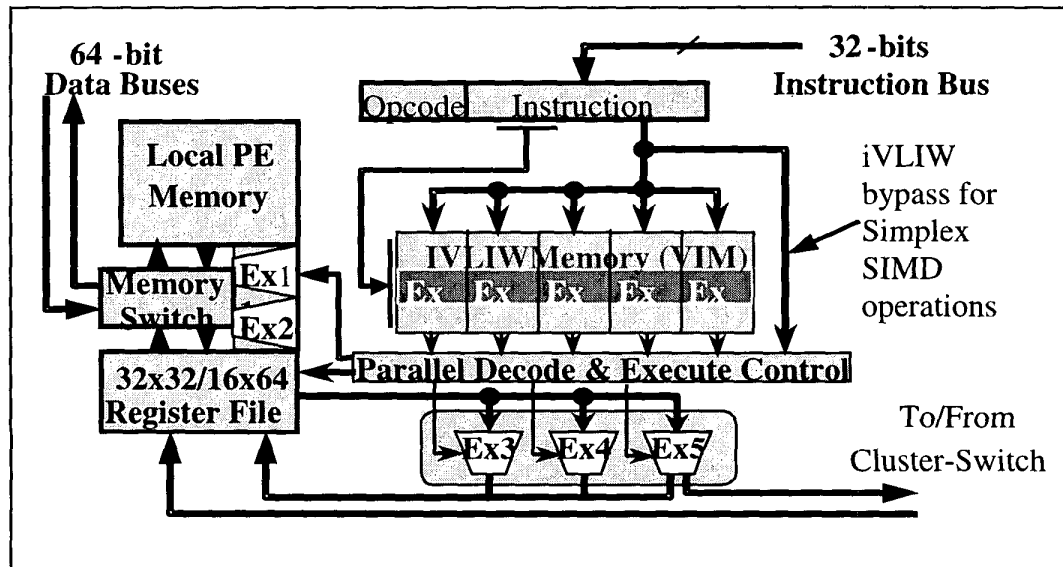 64 -bit
Data Buses
32-bits
Instruction Bus
Opcode
Instruction
Local PE
Memory
iVLIW
bypass for
Simplex
SIMD
operations
IVLIWMemory (VIM)
Ex Ex Ex Ex Ex
Ex1
Memory
Switch
Ex2
Parallel Decode & Execute Control
32x32/16x64
Register File
Ex3
Ex4
Ex5
To/From
Cluster-Switch